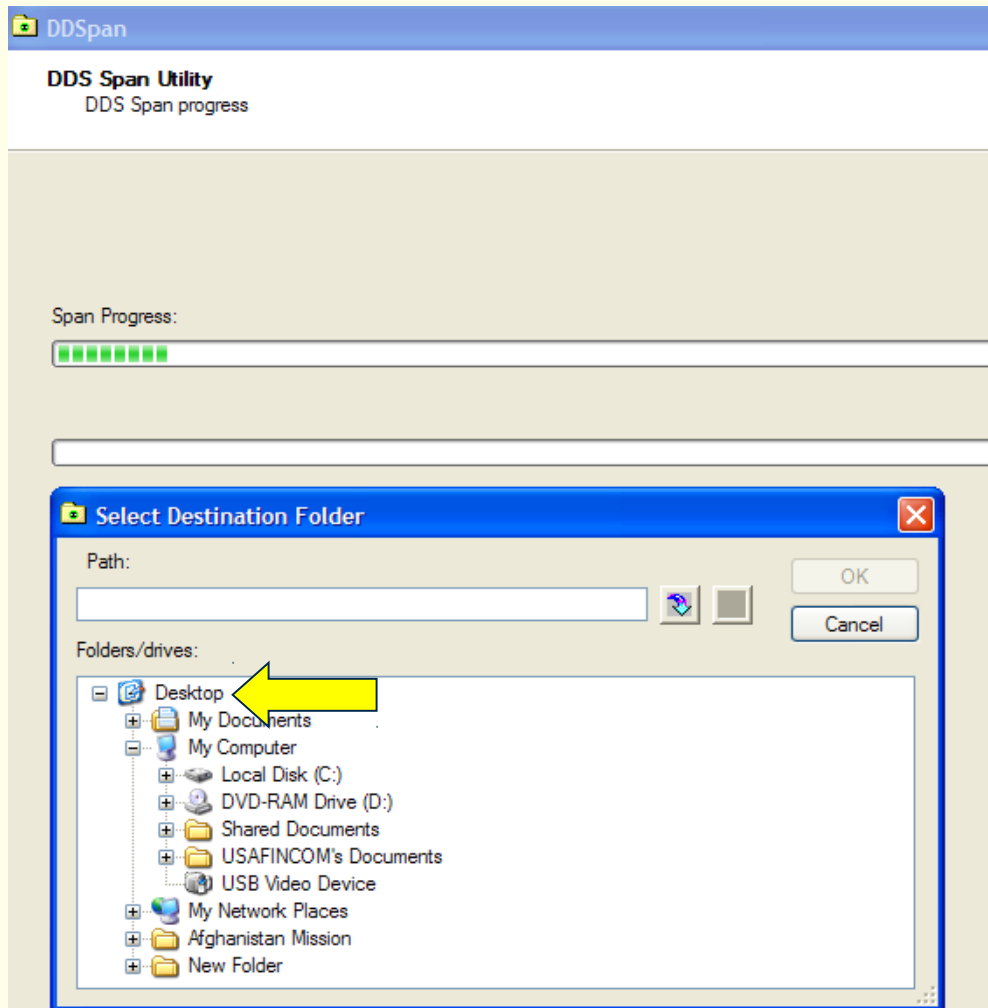 DDSpan
DDS Span Utility
DDS Span progress
Span Progress:
Select Destination Folder
Path:
OK
Cancel
Folders/drives:
Desktop
My Documents
My Computer
Local Disk (C:)
DVD-RAM Drive (D:)
Shared Documents
USAFINCOM's Documents
USB Video Device
My Network Places
Afghanistan Mission
New Folder